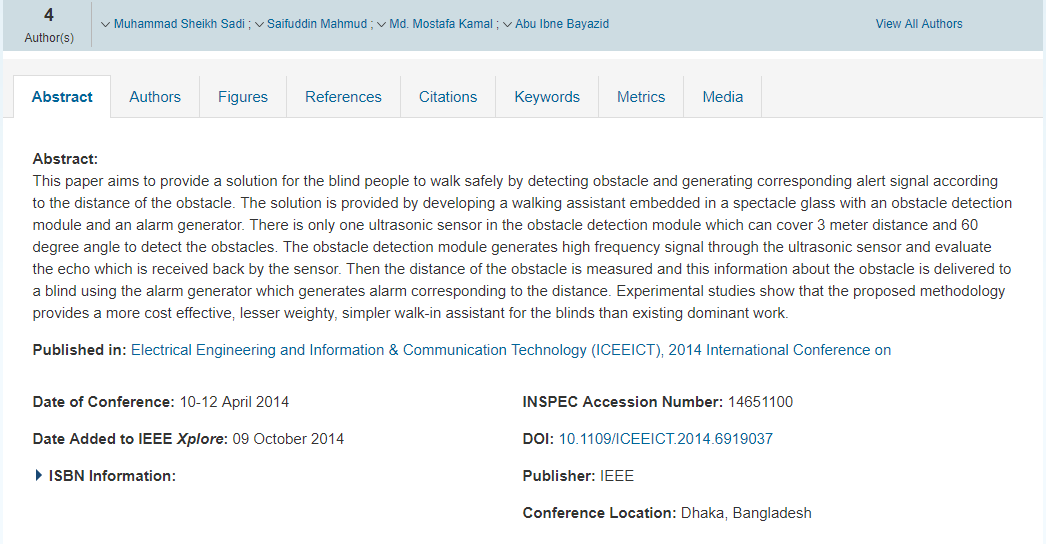 4
Author(s)
Muhammad Sheikh Sadi ; Saifuddin Mahmud ; Md. Mostafa Kamal ; Abu Ibne Bayazid
View All Authors
Abstract Authors Figures References Citations Keywords Metrics Media
Abstract:
This paper aims to provide a solution for the blind people to walk safely by detecting obstacle and generating corresponding alert signal according
to the distance of the obstacle. The solution is provided by developing a walking assistant embedded in a spectacle glass with an obstacle detection
module and an alarm generator. There is only one ultrasonic sensor in the obstacle detection module which can cover 3 meter distance and 60
degree angle to detect the obstacles. The obstacle detection module generates high frequency signal through the ultrasonic sensor and evaluate
the echo which is received back by the sensor. Then the distance of the obstacle is measured and this information about the obstacle is delivered to
a blind using the alarm generator which generates alarm corresponding to the distance. Experimental studies show that the proposed methodology
provides a more cost effective, lesser weighty, simpler walk-in assistant for the blinds than existing dominant work.
Published in: Electrical Engineering and Information & Communication Technology (ICEEICT), 2014 International Conference on
Date of Conference: 10-12 April 2014
Date Added to IEEE Xplore: 09 October 2014
ISBN Information:
INSPEC Accession Number: 14651100
DOI: 10.1109/ICEEICT.2014.6919037
Publisher: IEEE
Conference Location: Dhaka, Bangladesh